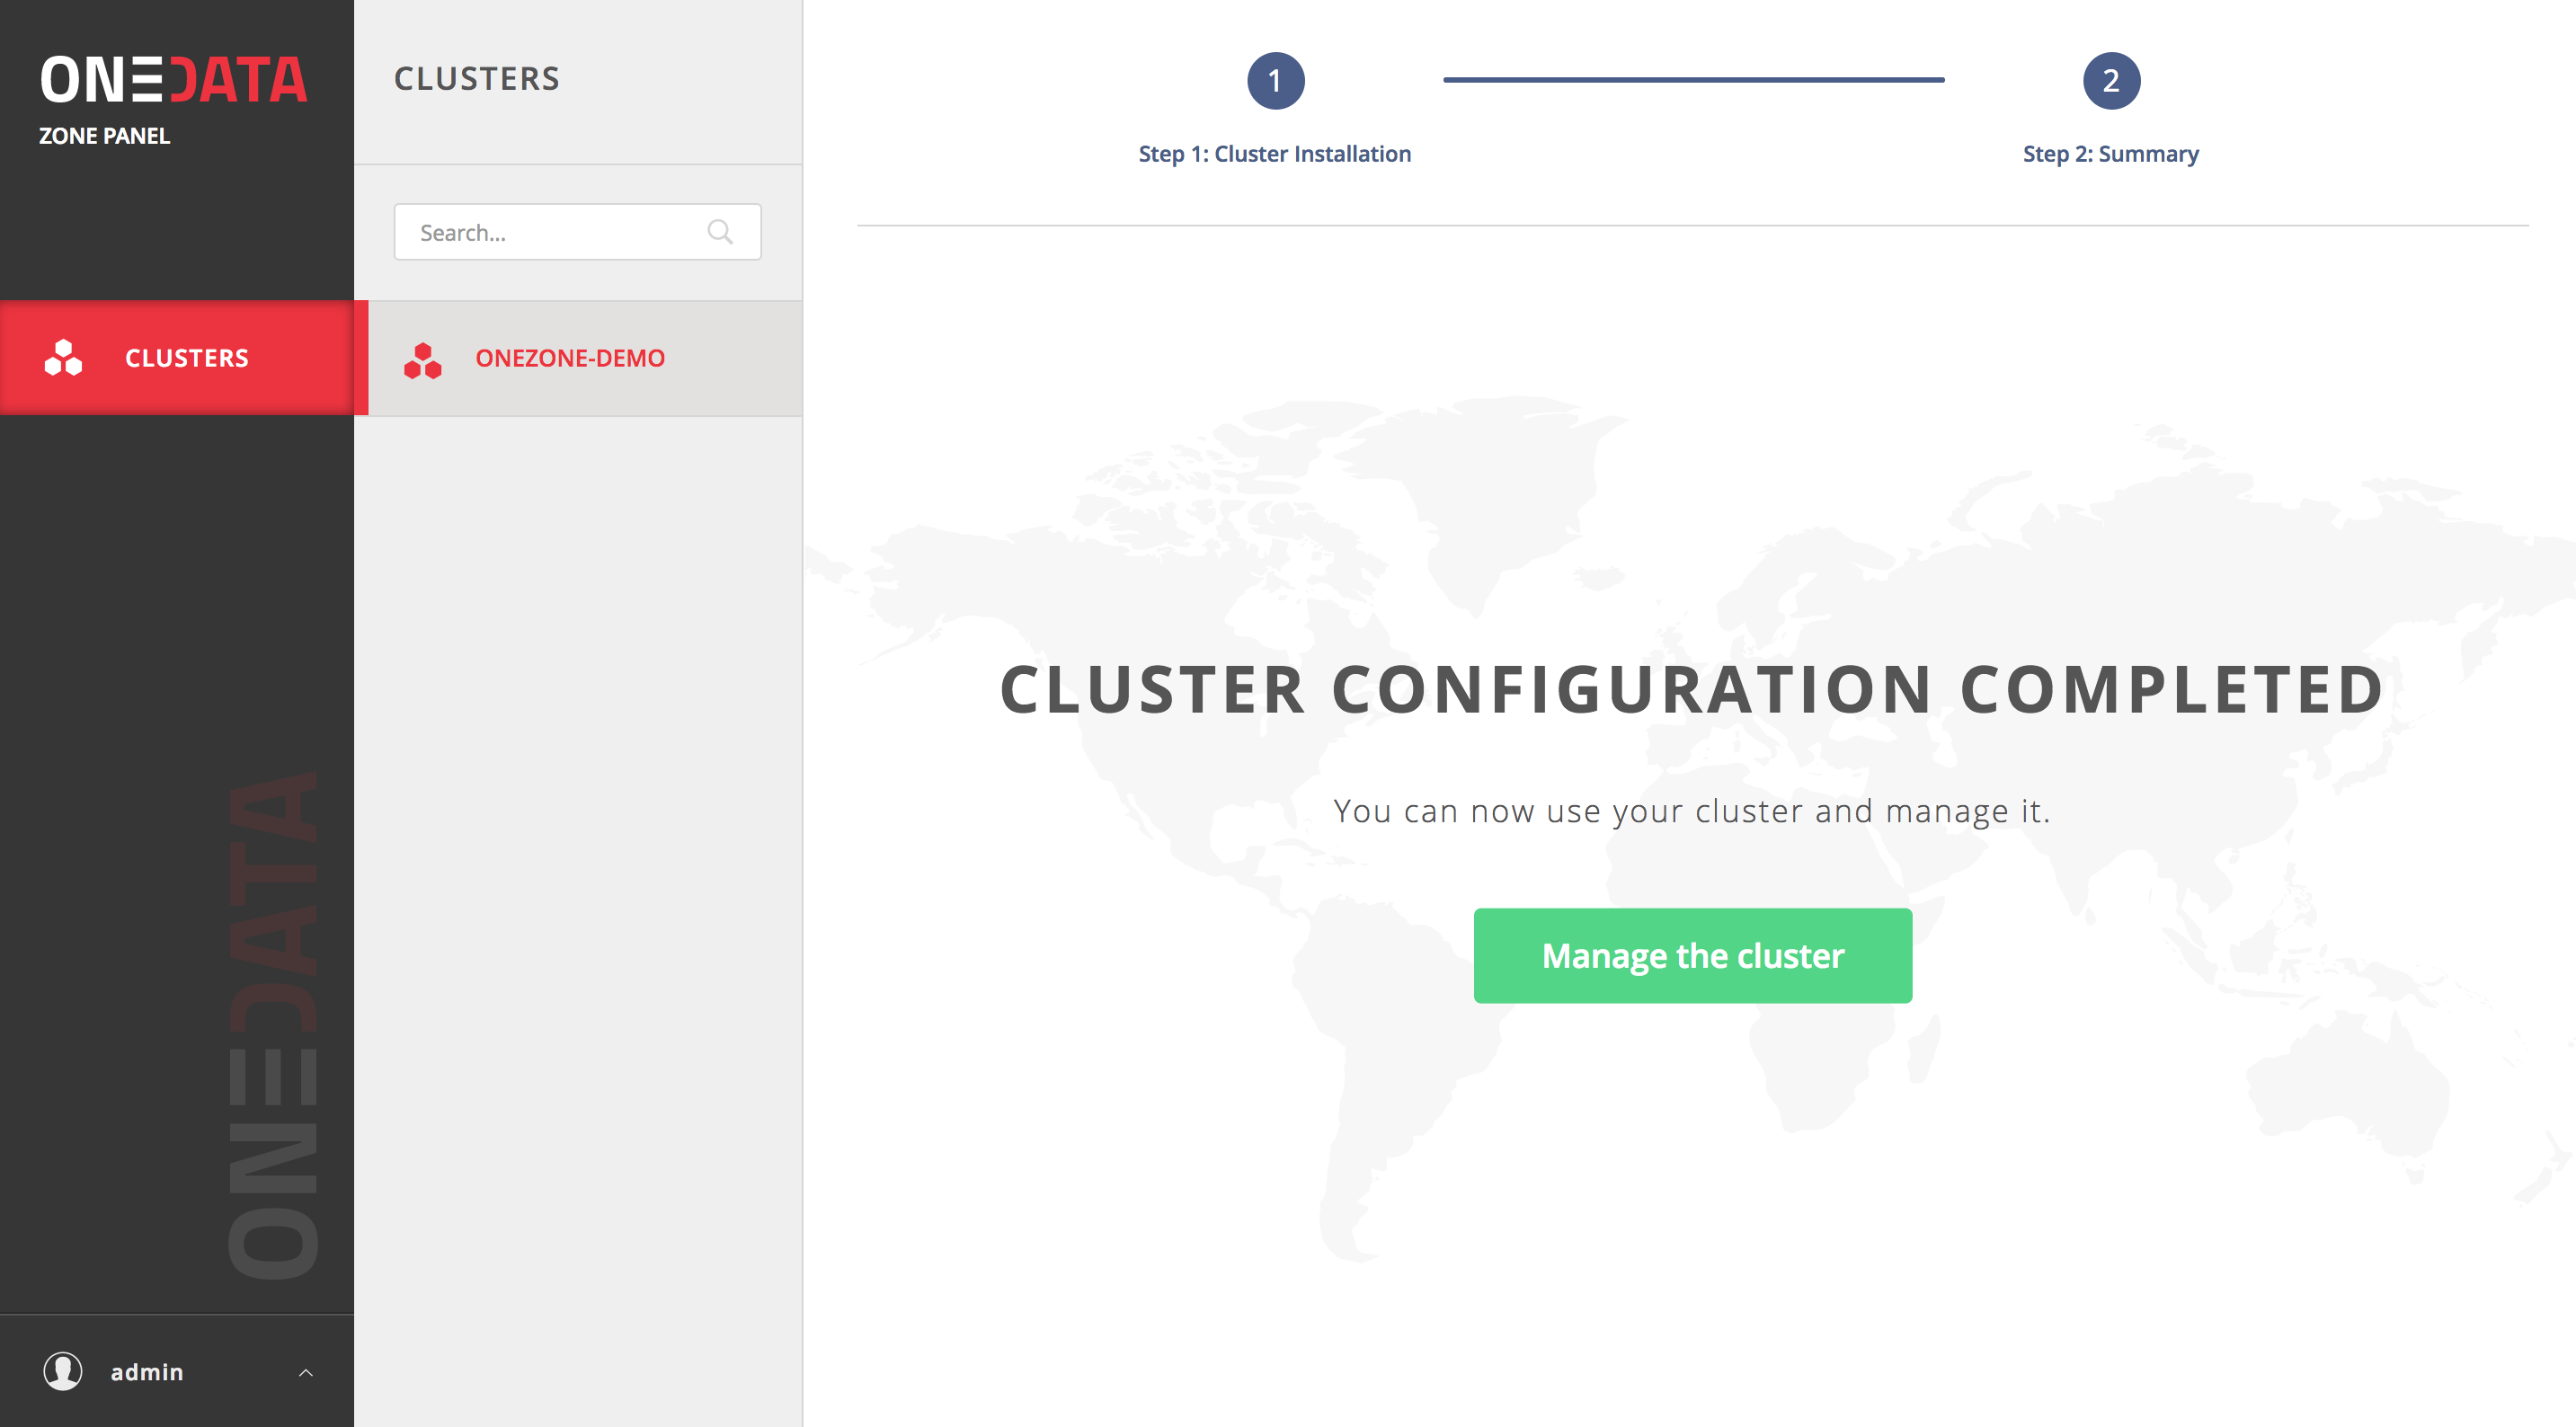 ONEDATA
ZONE PANEL
CLUSTERS
ONEDATA
admin
CLUSTERS
Search...
ONEZONE-DEMO
1
2
Step 1: Cluster Installation
Step 2: Summary
CLUSTER CONFIGURATION COMPLETED
You can now use your cluster and manage it.
Manage the cluster